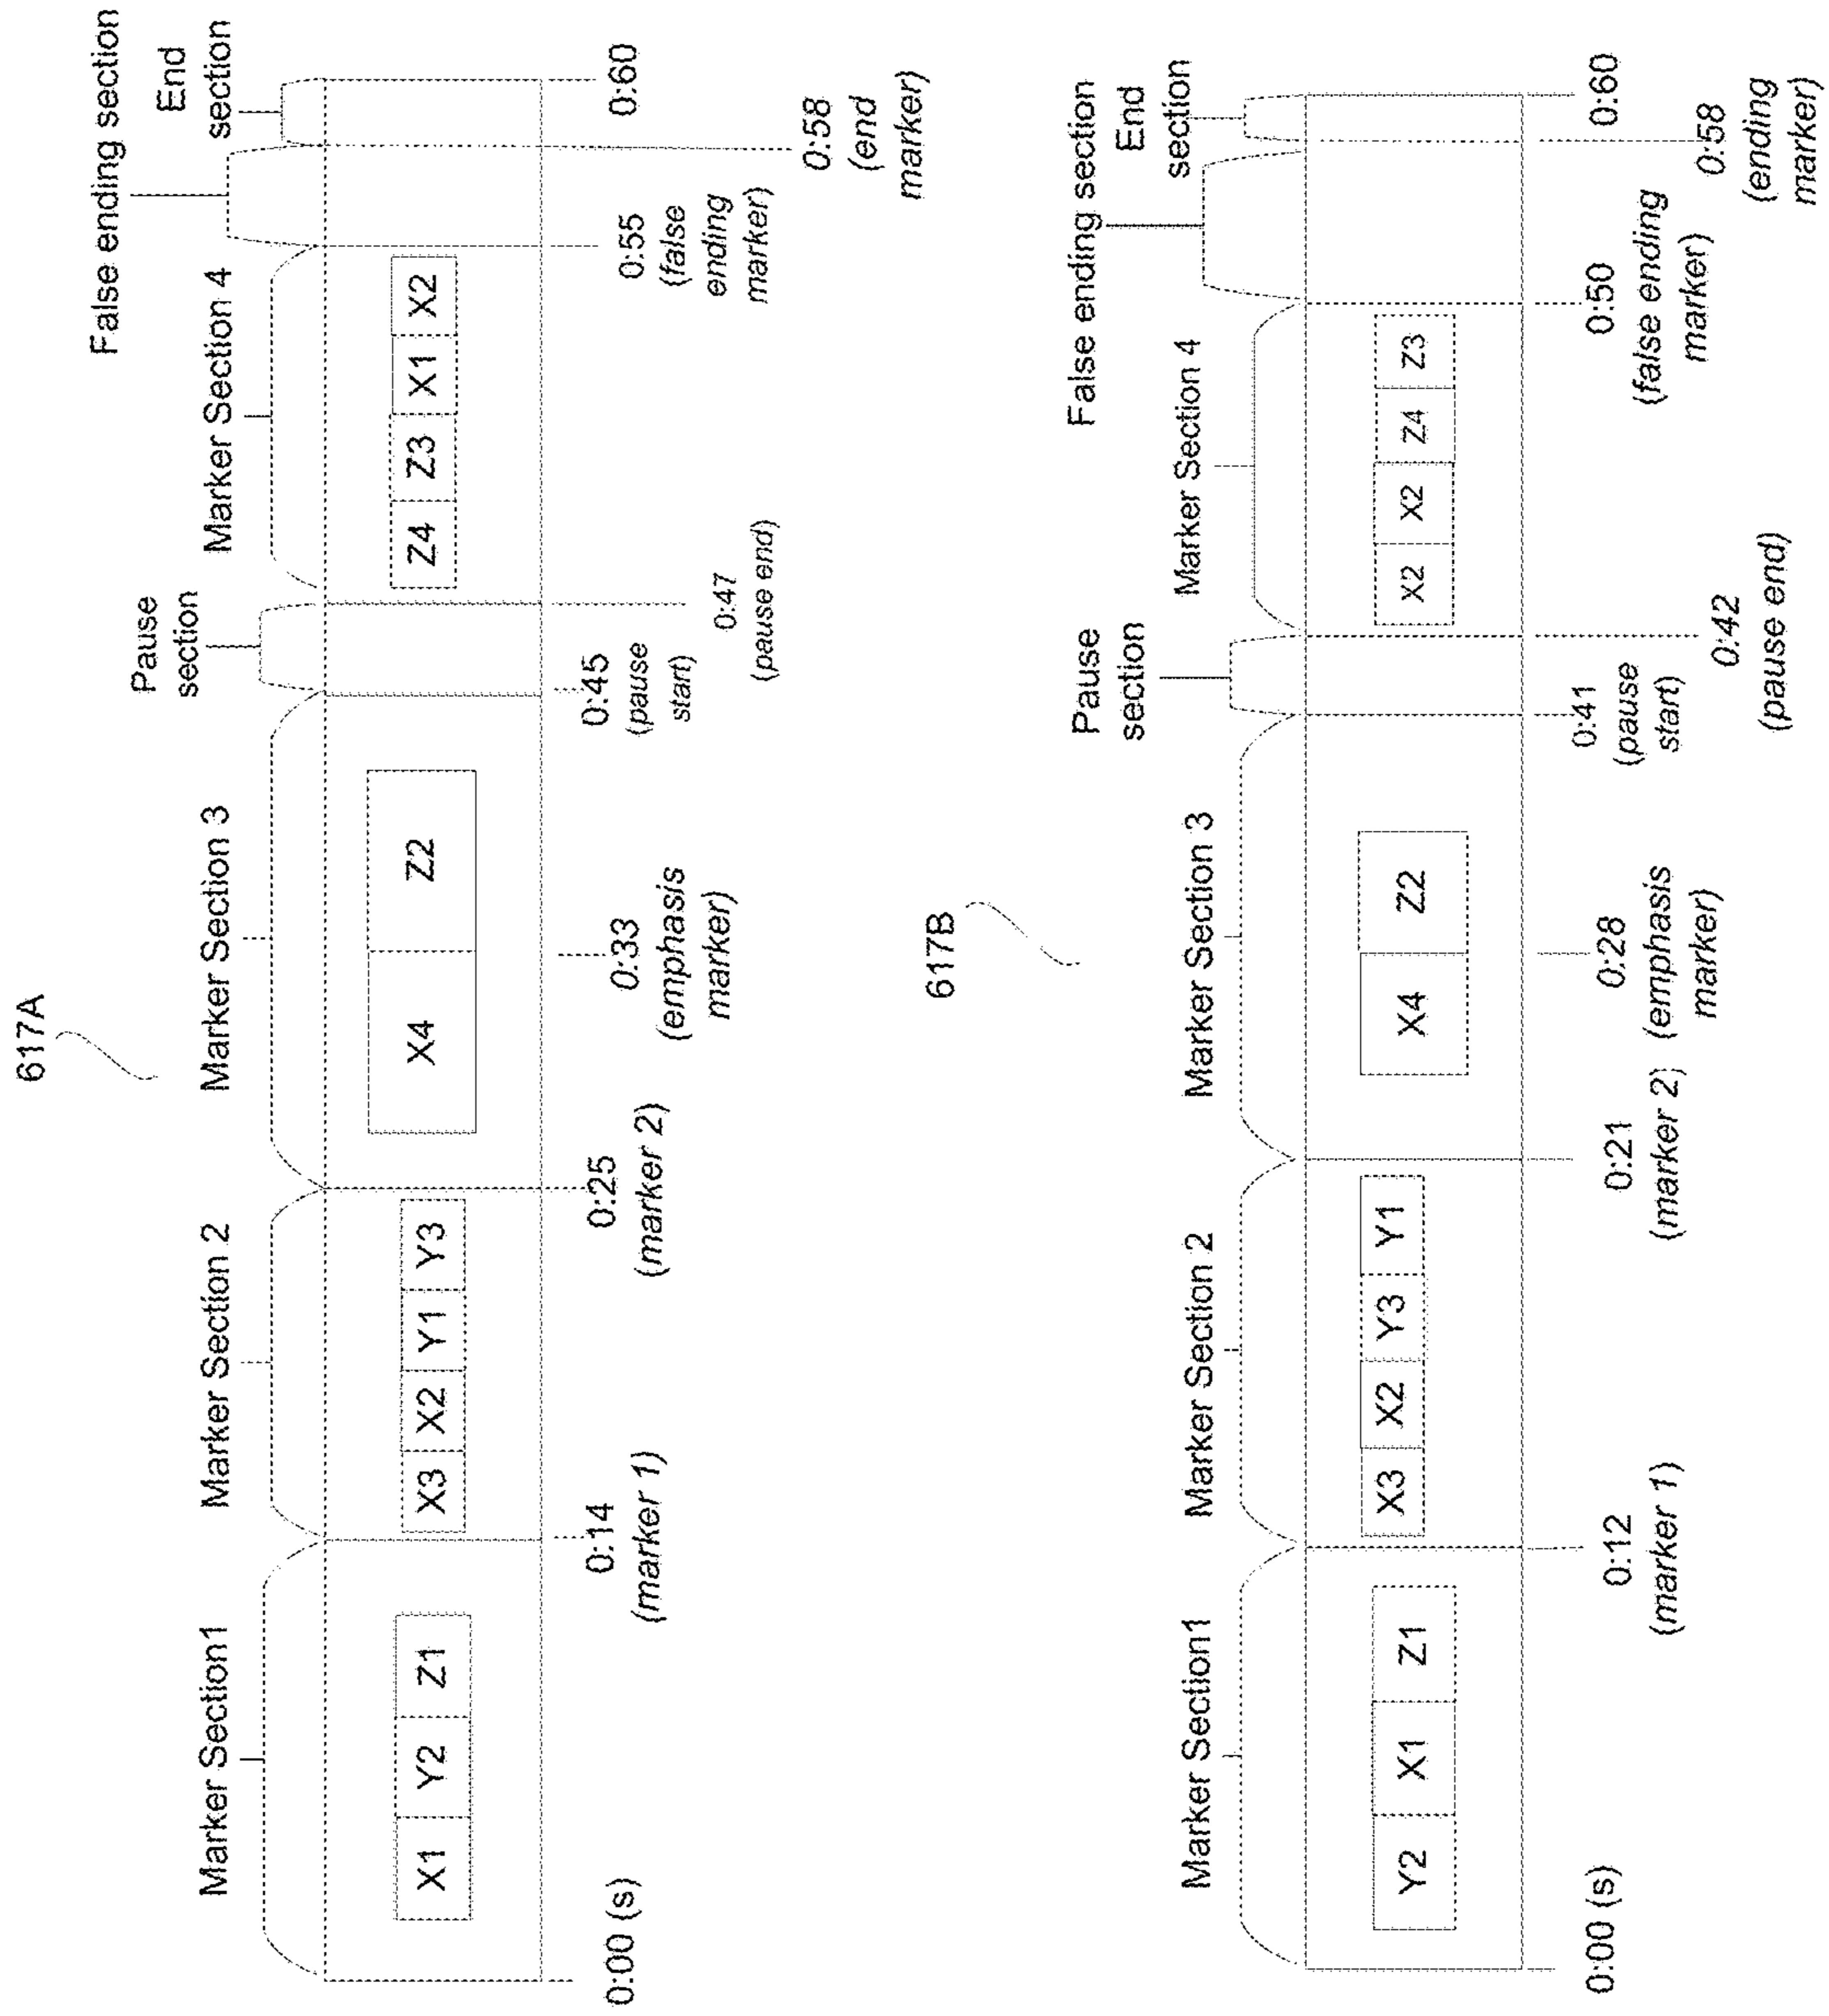 617A
False ending section
End
section
Pause
section
Marker Section1
Marker Section 2
Marker Section 3
Marker Section 4
X1
Y2
Z1
X3
X2
Y1
Y3
X4
Z2
Z4
Z3
X1
X2
0:00 (s)
0:14
(marker 1)
0:25
(marker 2)
0:33
(emphasis
marker)
0:45
(pause
start)
0:47
(pause end)
0:55
(false
ending
marker)
0:58
(end
marker)
0:60
617B
False ending section
End
section
Pause
section
Marker Section1
Marker Section 2
Marker Section 3
Marker Section 4
Y2
X1
Z1
X3
X2
Y3
Y1
X4
Z2
X2
X2
Z4
Z3
0:00 (s)
0:12
(marker 1)
0:21
(marker 2)
0:28
(emphasis
marker)
0:41
(pause
start)
0:42
(pause end)
0:50
(false ending
marker)
0:58
(ending
marker)
0:60